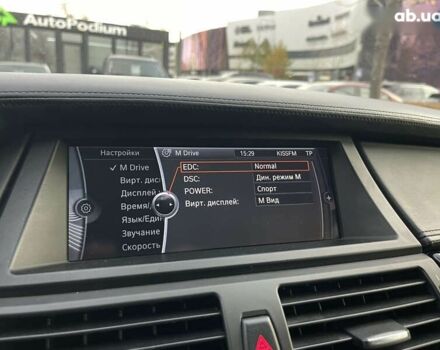 AutoPodium
ab.ua
Настройки
M Drive 15:29 KISSFM TP
✓ M Drive
Вирт. дис
Дисплей
Время/
Язык/Еди
Звучание
Скорость
EDC: Normal
DSC: Дин. режим M
POWER: Спорт
Вирт. дисплей: M Вид